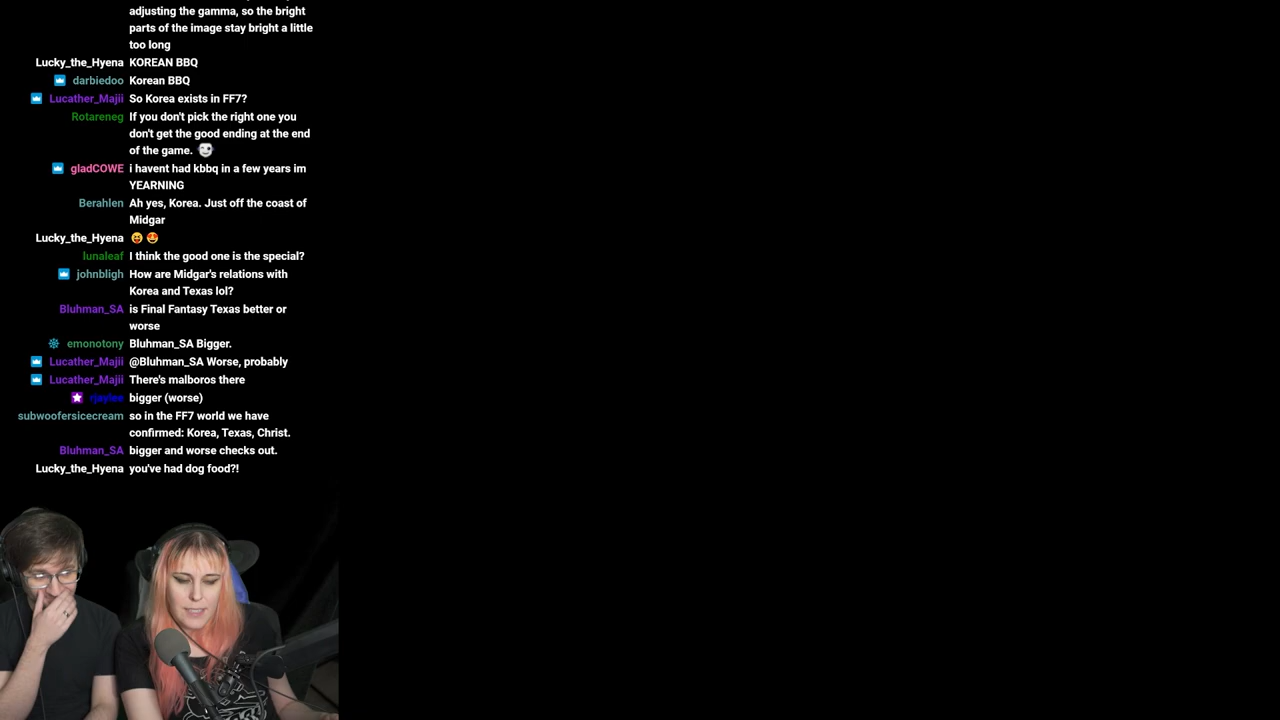 adjusting the gamma, so the bright
parts of the image stay bright a little
too long
Lucky_the_Hyena KOREAN BBQ
darbiedoo Korean BBQ
Lucather_Majii So Korea exists in FF7?
Rotareneg If you don't pick the right one you
don't get the good ending at the end
of the game.
gladCOWE i havent had kbbq in a few years im
YEARNING
Berahlen Ah yes, Korea. Just off the coast of
Midgar
Lucky_the_Hyena 😝 😍
lunaleaf I think the good one is the special?
johnbligh How are Midgar's relations with
Korea and Texas lol?
Bluhman_SA is Final Fantasy Texas better or
worse
emonotony Bluhman_SA Bigger.
Lucather_Majii @Bluhman_SA Worse, probably
Lucather_Majii There's malboros there
rjaylee bigger (worse)
subwoofersicecream so in the FF7 world we have
confirmed: Korea, Texas, Christ.
Bluhman_SA bigger and worse checks out.
Lucky_the_Hyena you've had dog food?!